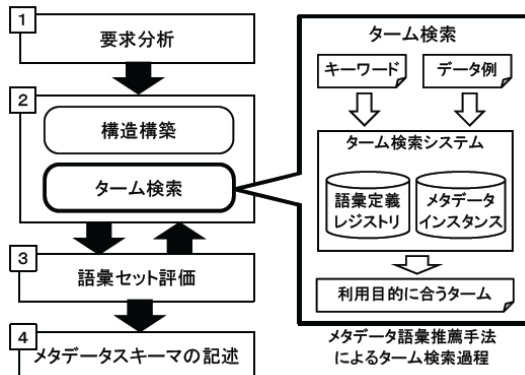 1
要求分析
2
構造構築
ターム検索
3
語彙セット評価
4
メタデータスキーマの記述
ターム検索
キーワード
データ例
ターム検索システム
語彙定義
レジストリ
メタデータ
インスタンス
利用目的に合うターム
メタデータ語彙推薦手法
によるターム検索過程